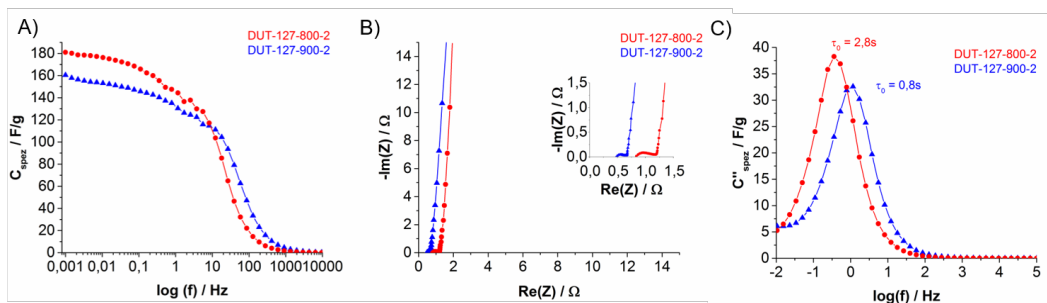 A)
DUT-127-800-2
DUT-127-900-2
C_spez / F/g
180
160
140
120
100
80
60
40
20
0
0,001 0,01 0,1 1 10 100 1000 10000
log (f) / Hz
B)
DUT-127-800-2
DUT-127-900-2
-Im(Z) / Ω
14
12
10
8
6
4
2
0
0 2 4 6 8 10 12 14
Re(Z) / Ω
-Im(Z) / Ω
1,5
1,0
0,5
0,0
0,0 0,5 1,0 1,5
Re(Z) / Ω
C)
τ₀ = 2,8s
DUT-127-800-2
DUT-127-900-2
τ₀ = 0,8s
C''_spez / F/g
40
35
30
25
20
15
10
5
0
-2 -1 0 1 2 3 4 5
log(f) / Hz